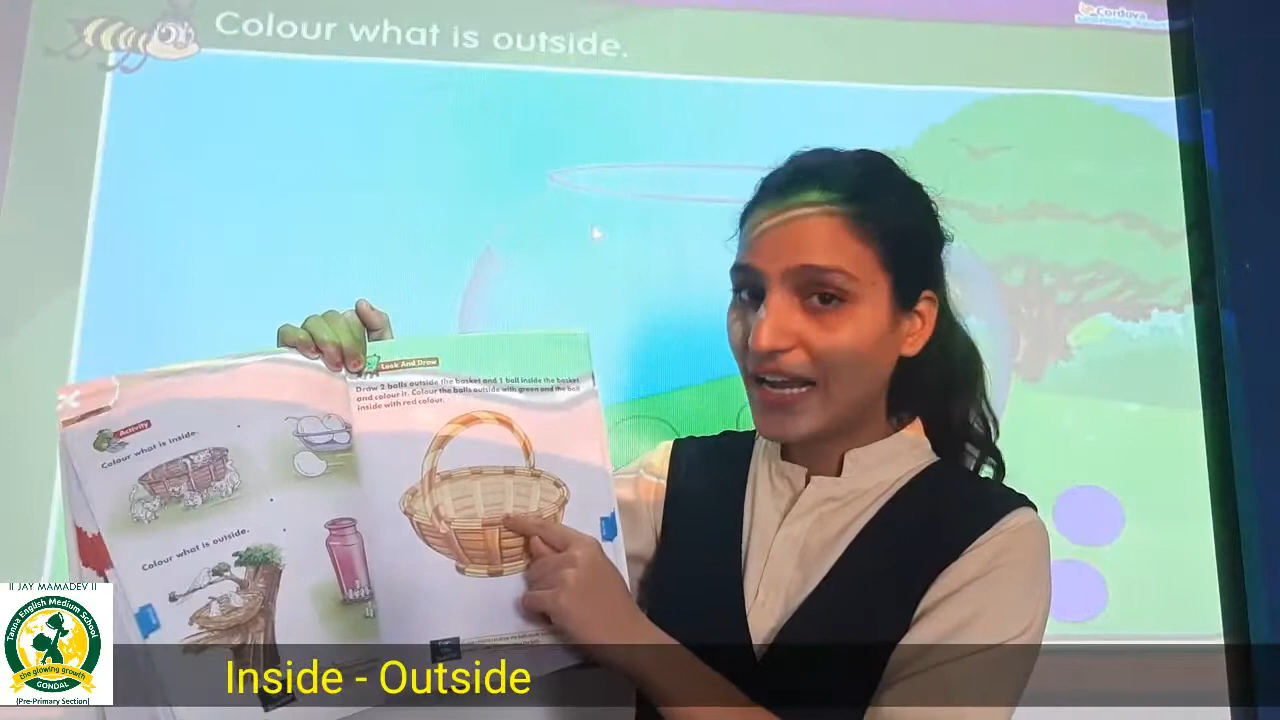 Colour what is outside.
Cordova
Look And Draw
Draw 2 balls outside the basket and 1 ball inside the basket
and colour it. Colour the balls outside with green and the ball
inside with red colour.
Activity
Colour what is inside.
Colour what is outside.
॥ JAY MAMADEV ॥
Tanna English Medium School
the glowing growth
GONDAL
(Pre-Primary Section)
Inside - Outside